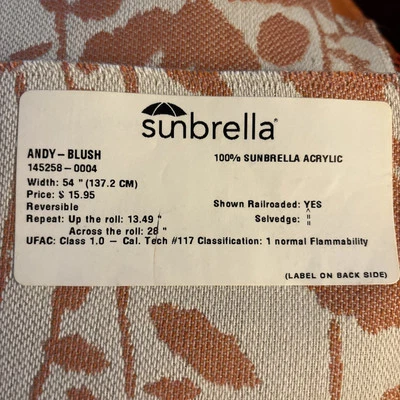 sunbrella®
ANDY–BLUSH 100% SUNBRELLA ACRYLIC
145258–0004
Width: 54 " (137.2 CM)
Price: $ 15.95
Reversible Shown Railroaded: YES
Repeat: Up the roll: 13.49 " Selvedge:
Across the roll: 28 "
UFAC: Class 1.0 – Cal. Tech #117 Classification: 1 normal Flammability
(LABEL ON BACK SIDE)